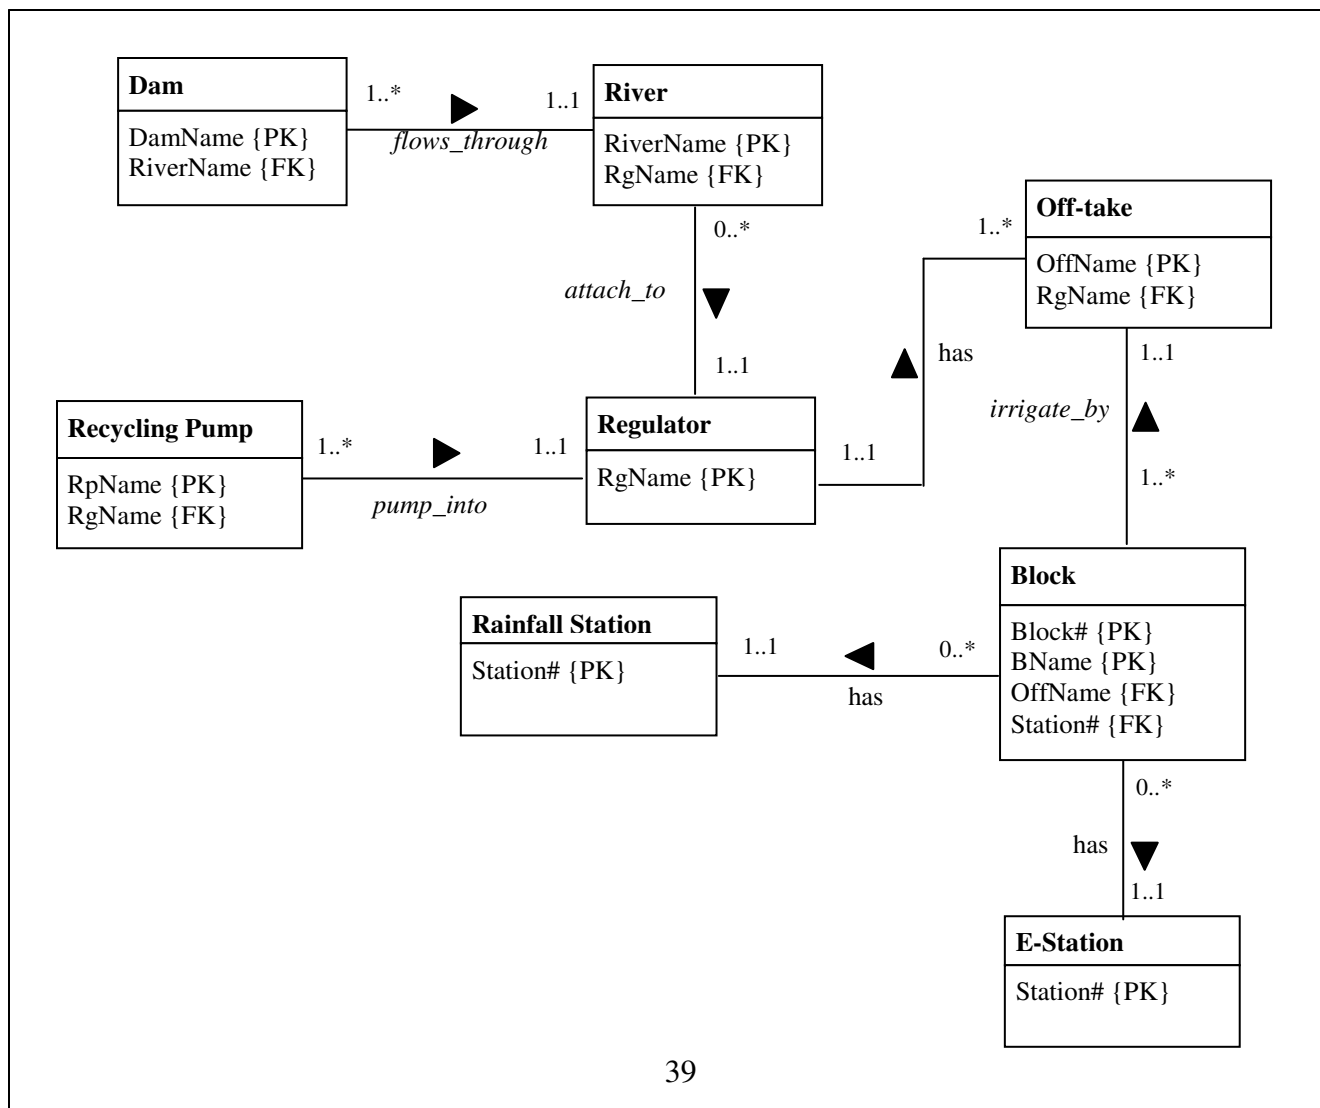 Dam
DamName {PK}
RiverName {FK}
1..*
1..1
flows_through
River
RiverName {PK}
RgName {FK}
0..*
attach_to
1..1
Off-take
OffName {PK}
RgName {FK}
1..*
has
1..1
1..1
irrigate_by
1..*
Recycling Pump
RpName {PK}
RgName {FK}
1..*
1..1
pump_into
Regulator
RgName {PK}
Block
Block# {PK}
BName {PK}
OffName {FK}
Station# {FK}
Rainfall Station
Station# {PK}
1..1
0..*
has
0..*
has
1..1
E-Station
Station# {PK}
39